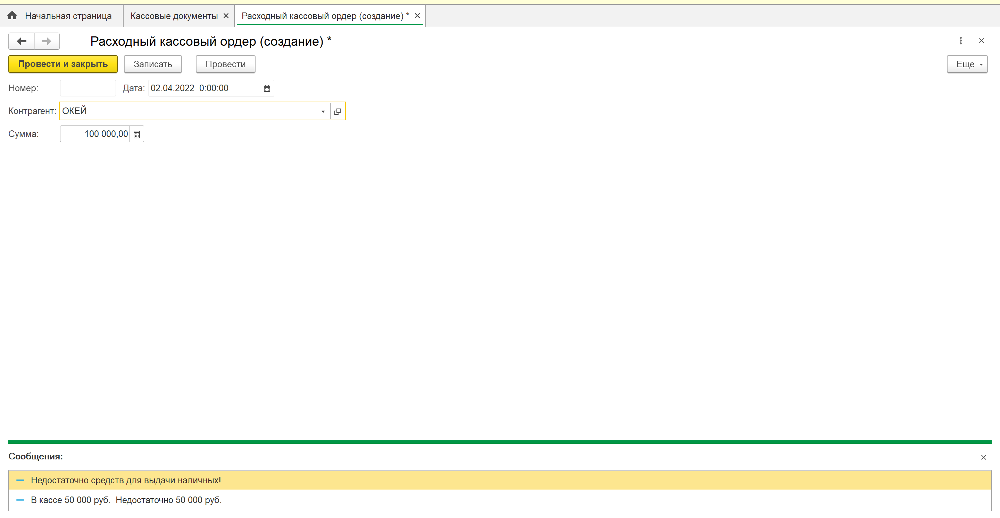 Начальная страница Кассовые документы Расходный кассовый ордер (создание) *
Расходный кассовый ордер (создание) *
Провести и закрыть Записать Провести Еще
Номер: Дата: 02.04.2022 0:00:00
Контрагент: ОКЕЙ
Сумма: 100 000,00
Сообщения:
Недостаточно средств для выдачи наличных!
В кассе 50 000 руб. Недостаточно 50 000 руб.